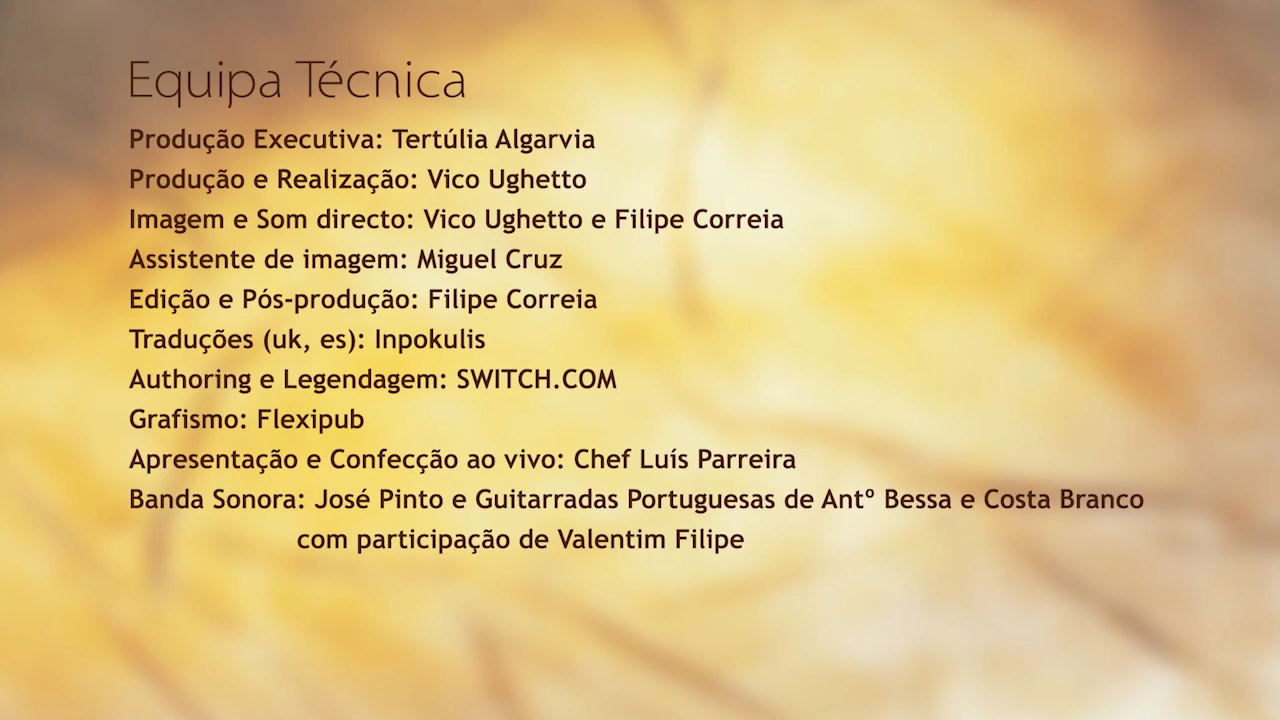 Equipa Técnica
Produção Executiva: Tertúlia Algarvia
Produção e Realização: Vico Ughetto
Imagem e Som directo: Vico Ughetto e Filipe Correia
Assistente de imagem: Miguel Cruz
Edição e Pós-produção: Filipe Correia
Traduções (uk, es): Inpokulis
Authoring e Legendagem: SWITCH.COM
Grafismo: Flexipub
Apresentação e Confecção ao vivo: Chef Luís Parreira
Banda Sonora: José Pinto e Guitarradas Portuguesas de Antº Bessa e Costa Branco
com participação de Valentim Filipe